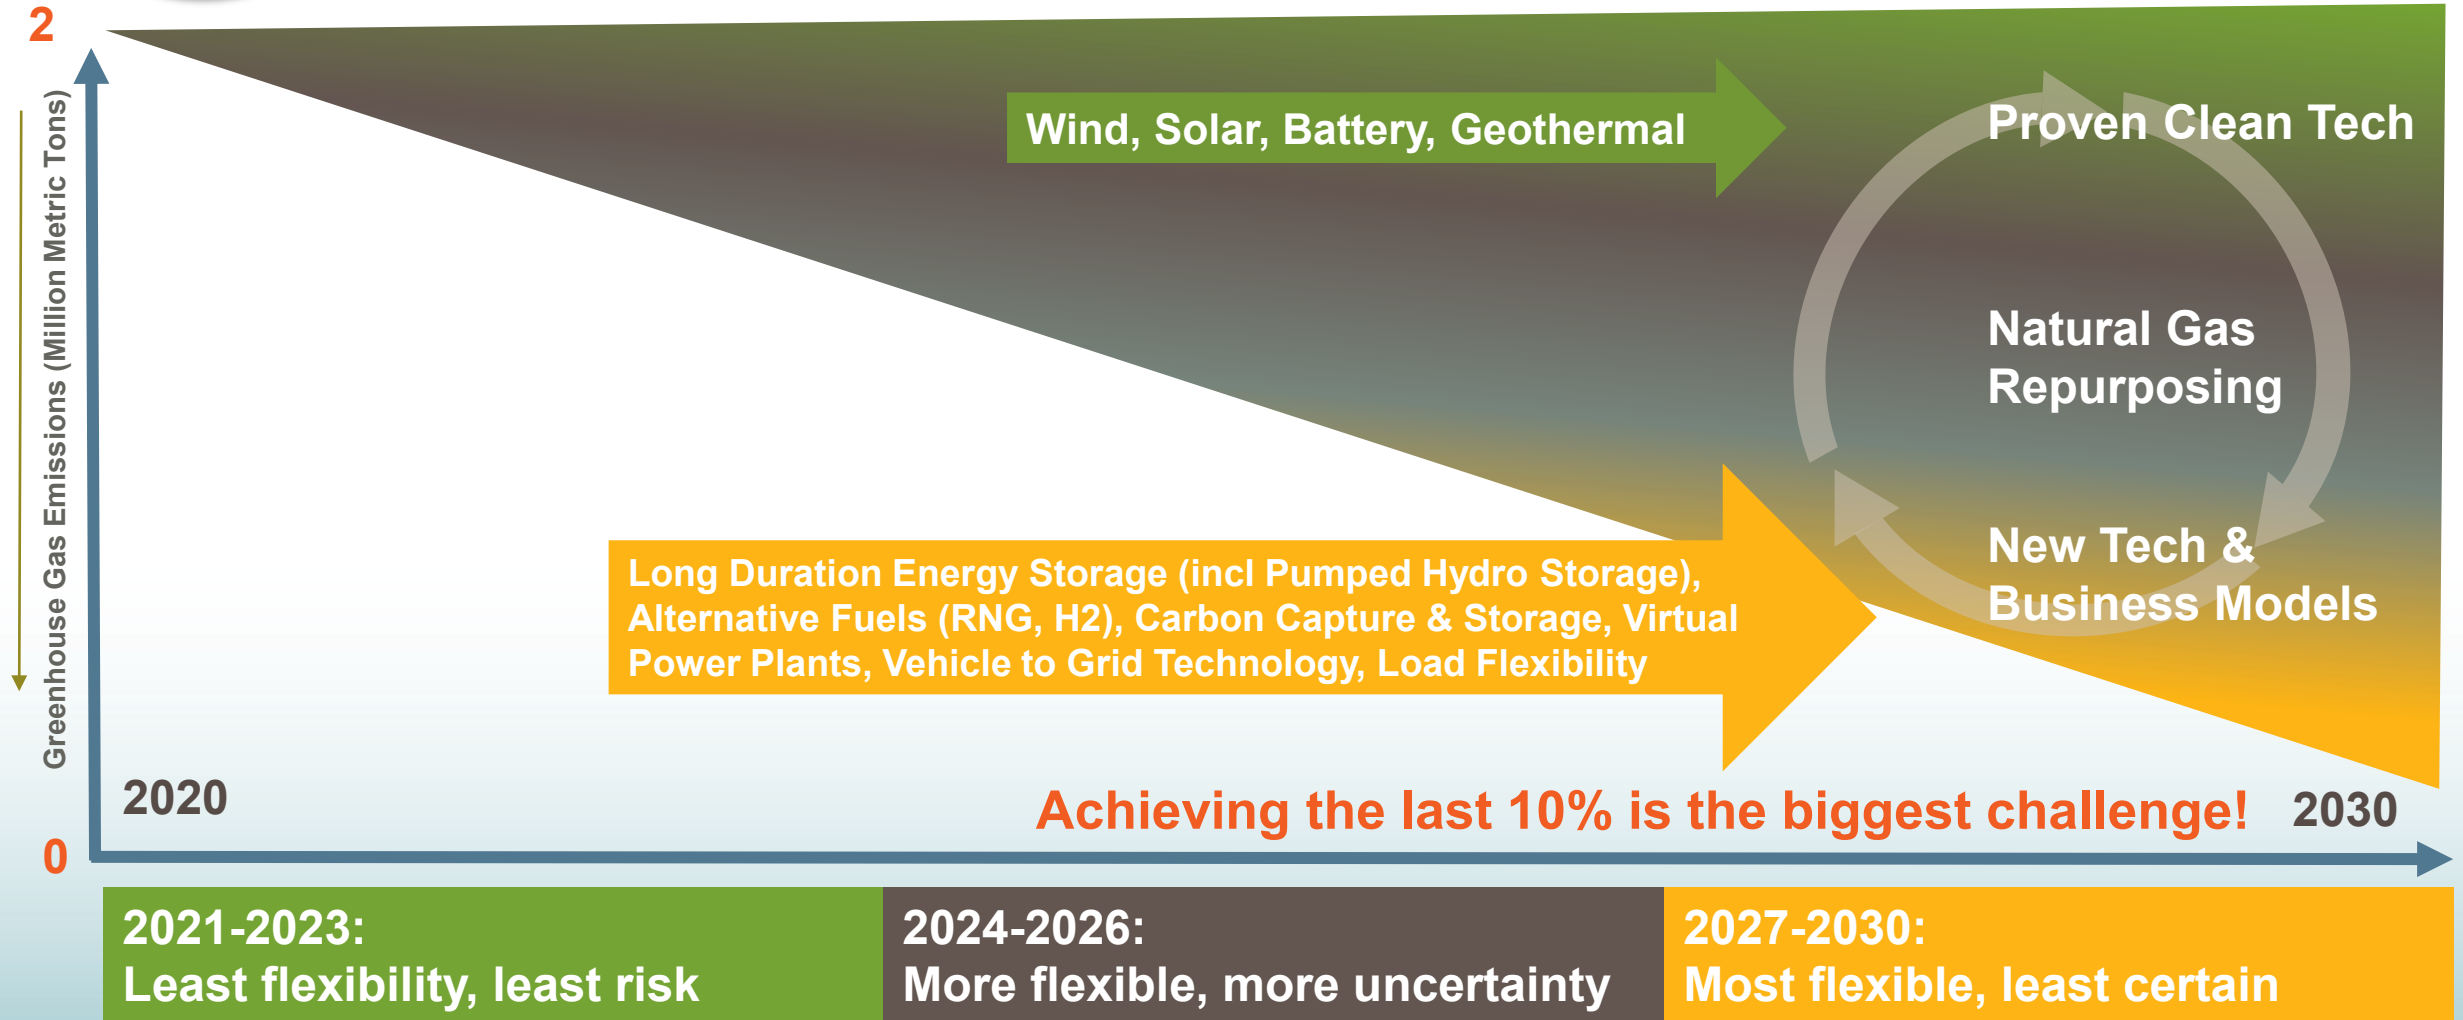 2
Greenhouse Gas Emissions (Million Metric Tons)
Wind, Solar, Battery, Geothermal
Proven Clean Tech
Natural Gas
Repurposing
New Tech &
Business Models
Long Duration Energy Storage (incl Pumped Hydro Storage),
Alternative Fuels (RNG, H2), Carbon Capture & Storage, Virtual
Power Plants, Vehicle to Grid Technology, Load Flexibility
2020
Achieving the last 10% is the biggest challenge!
2030
0
2021-2023:
Least flexibility, least risk
2024-2026:
More flexible, more uncertainty
2027-2030:
Most flexible, least certain